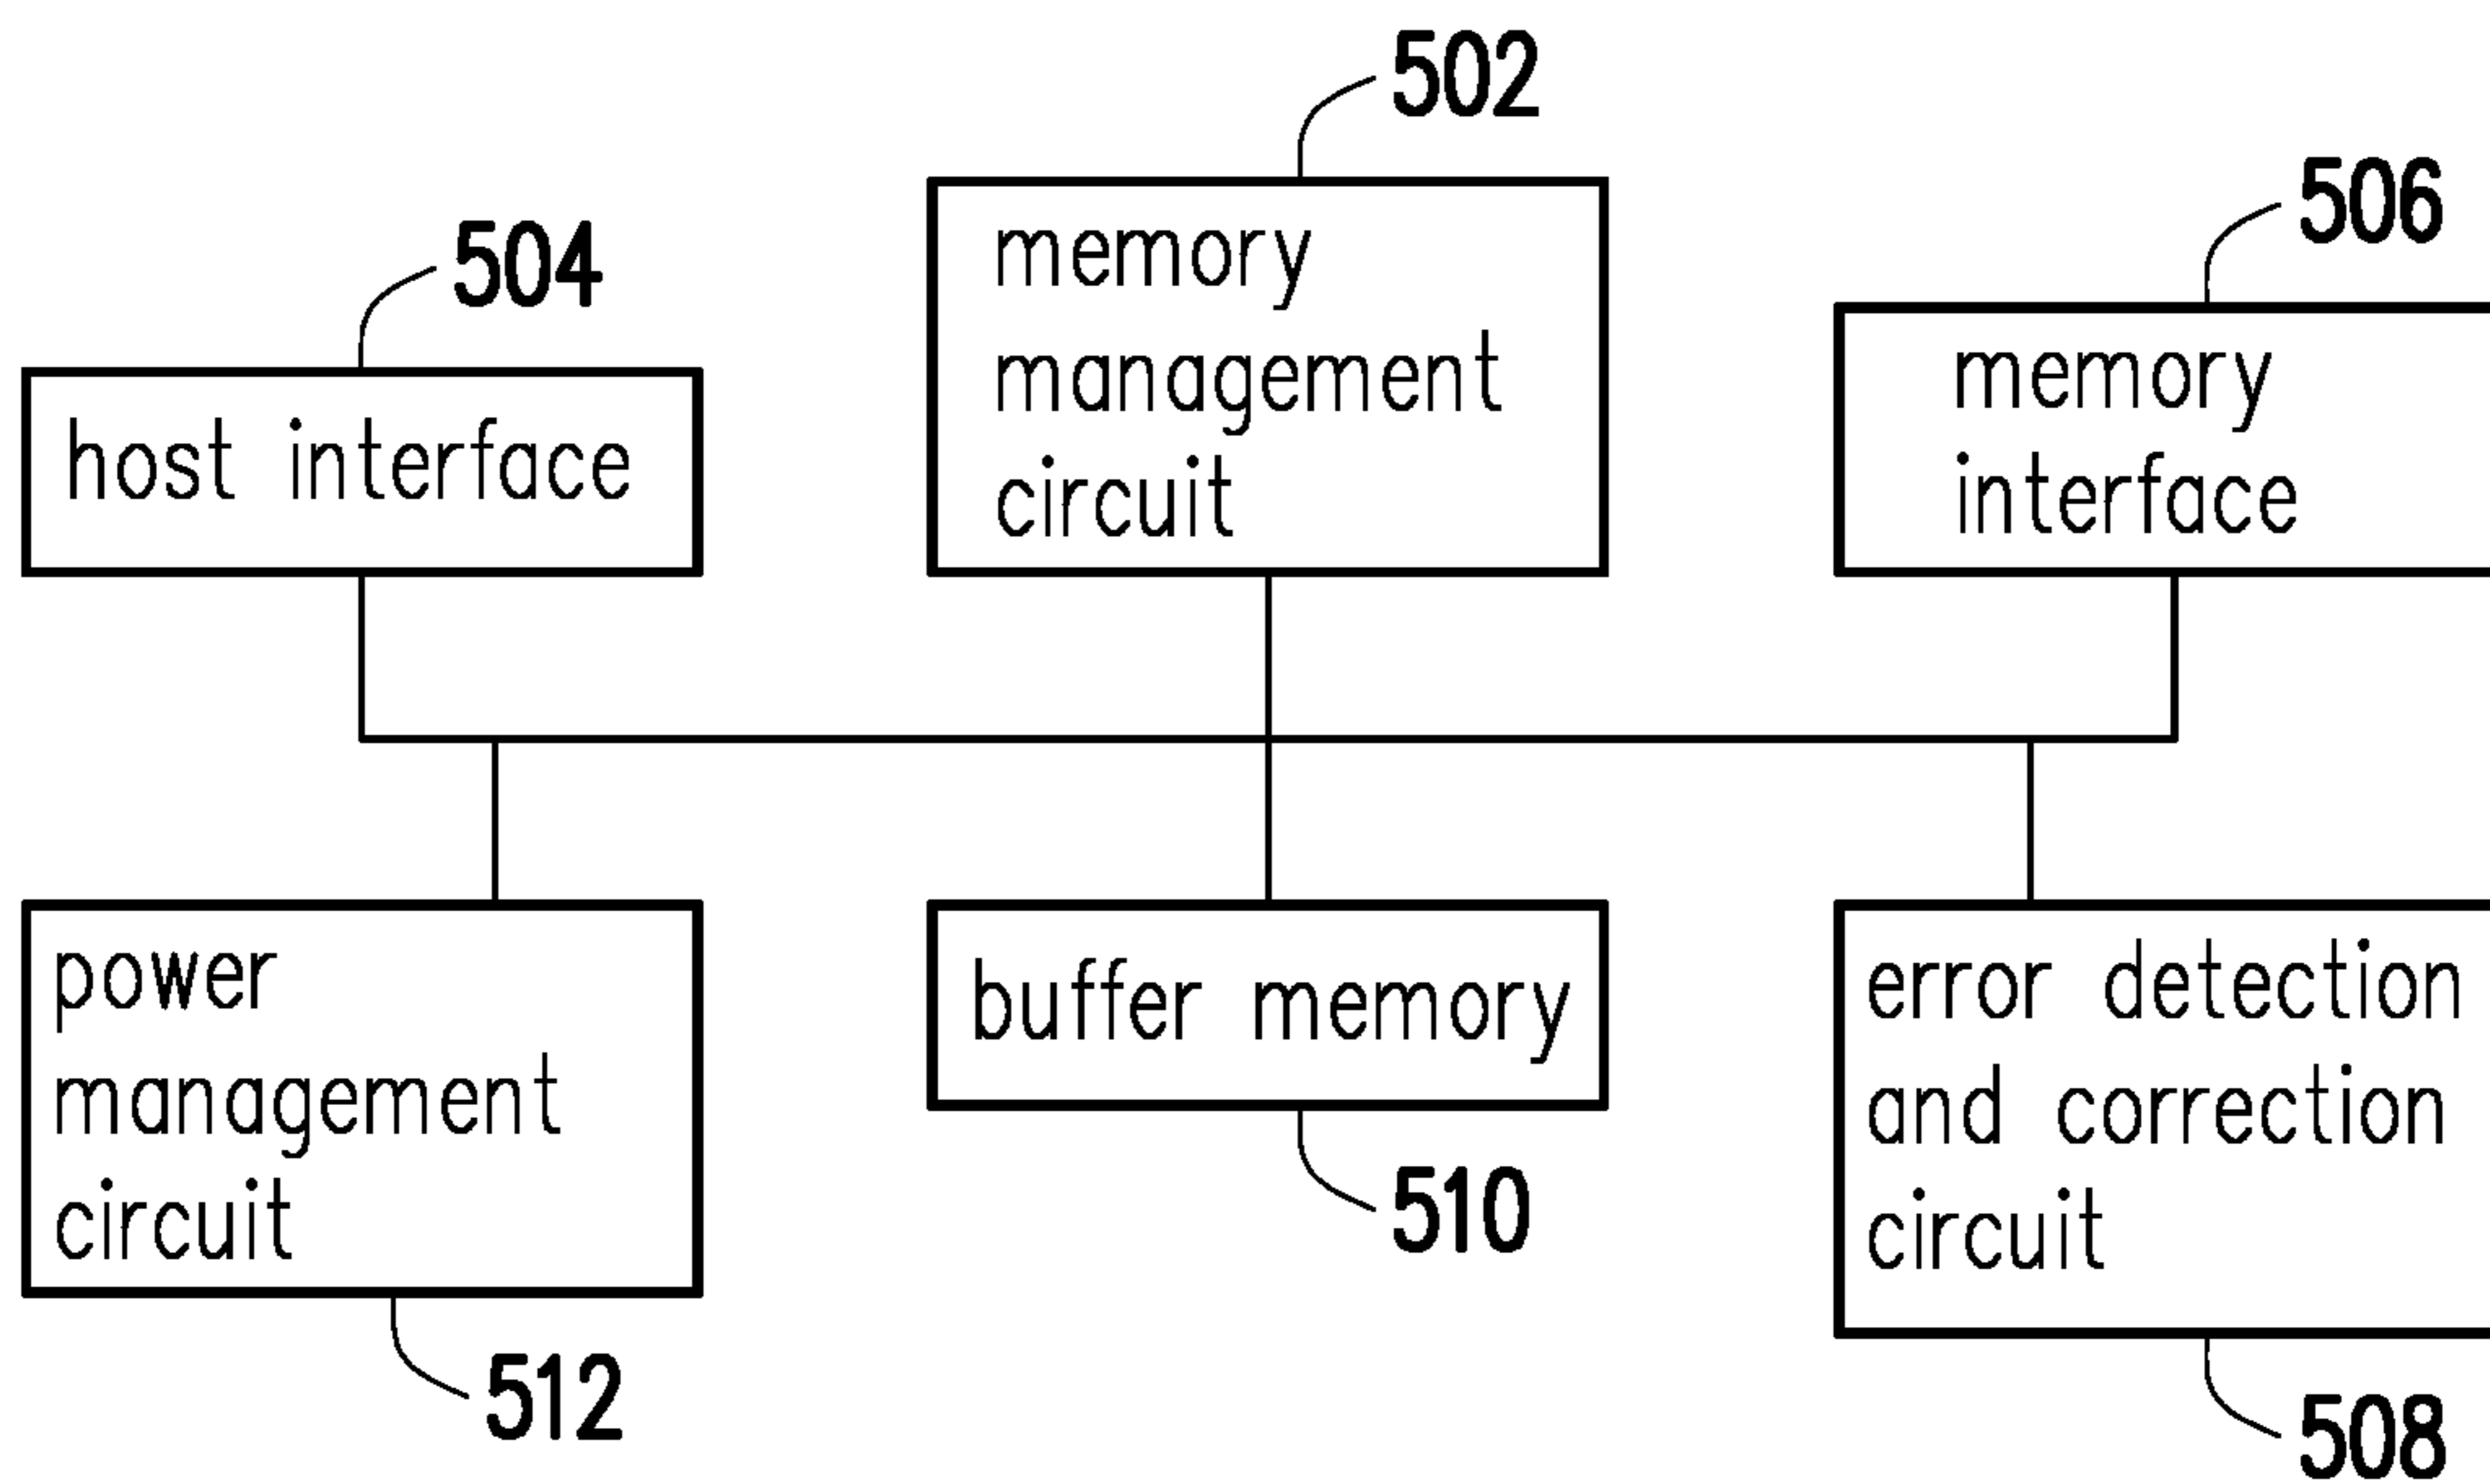 502
504
506
memory
management
circuit
host interface
memory
interface
power
management
circuit
buffer memory
error detection
and correction
circuit
510
512
508